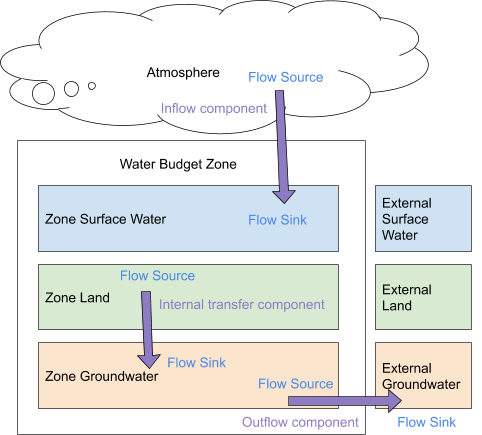 Atmosphere
Flow Source
Inflow component
Water Budget Zone
Zone Surface Water
Flow Sink
External
Surface
Water
Flow Source
Zone Land
Internal transfer component
External
Land
Flow Sink
Zone Groundwater
Flow Source
External
Groundwater
Outflow component
Flow Sink